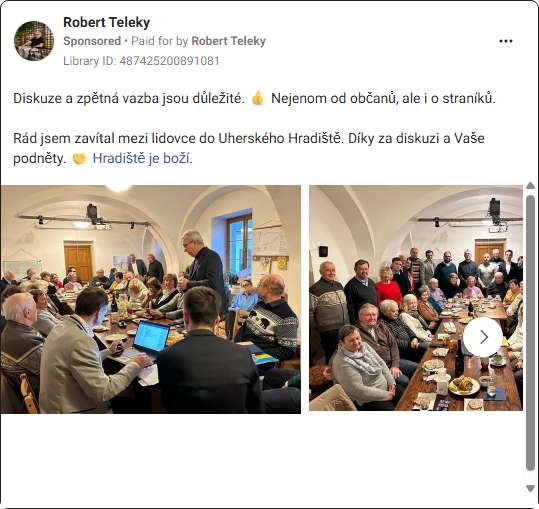 Robert Teleky
Sponsored • Paid for by Robert Teleky
Library ID: 487425200891081
Diskuze a zpětná vazba jsou důležité. 👍 Nejenom od občanů, ale i o straníků.
Rád jsem zavítal mezi lidovce do Uherského Hradiště. Díky za diskuzi a Vaše
podněty. 🤝 Hradiště je boží.